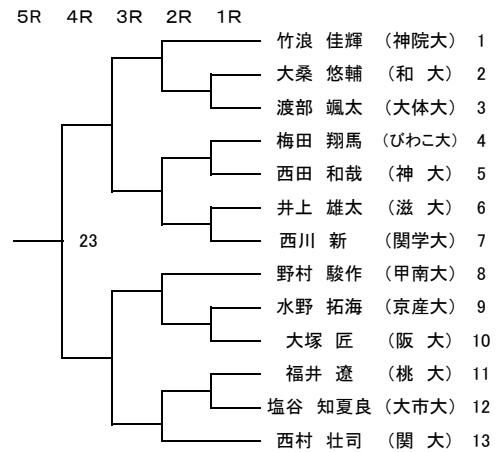 5R 4R 3R 2R 1R
竹浪 佳輝 (神院大) 1
大桑 悠輔 (和 大) 2
渡部 颯太 (大体大) 3
梅田 翔馬 (びわこ大) 4
西田 和哉 (神 大) 5
井上 雄太 (滋 大) 6
23
西川 新 (関学大) 7
野村 駿作 (甲南大) 8
水野 拓海 (京産大) 9
大塚 匠 (阪 大) 10
福井 遼 (桃 大) 11
塩谷 知夏良 (大市大) 12
西村 壮司 (関 大) 13